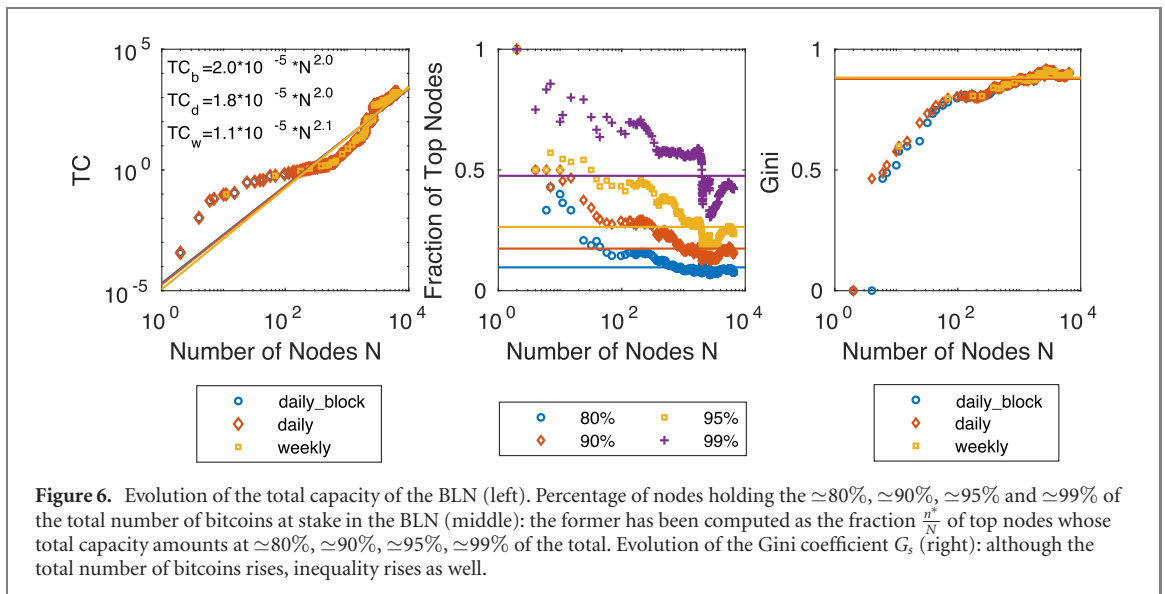 10^5
10^0
10^-5
TC
TC_b=2.0*10^-5*N^2.0
TC_d=1.8*10^-5*N^2.0
TC_w=1.1*10^-5*N^2.1
10^0 10^2 10^4
Number of Nodes N
daily_block
daily
weekly
1
0.5
0
Fraction of Top Nodes
10^0 10^2 10^4
Number of Nodes N
80% 95%
90% 99%
1
0.5
0
Gini
10^0 10^2 10^4
Number of Nodes N
daily_block
daily
weekly
Figure 6. Evolution of the total capacity of the BLN (left). Percentage of nodes holding the ≃80%, ≃90%, ≃95% and ≃99% of
the total number of bitcoins at stake in the BLN (middle): the former has been computed as the fraction n*/N of top nodes whose
total capacity amounts at ≃80%, ≃90%, ≃95%, ≃99% of the total. Evolution of the Gini coefficient G_s (right): although the
total number of bitcoins rises, inequality rises as well.